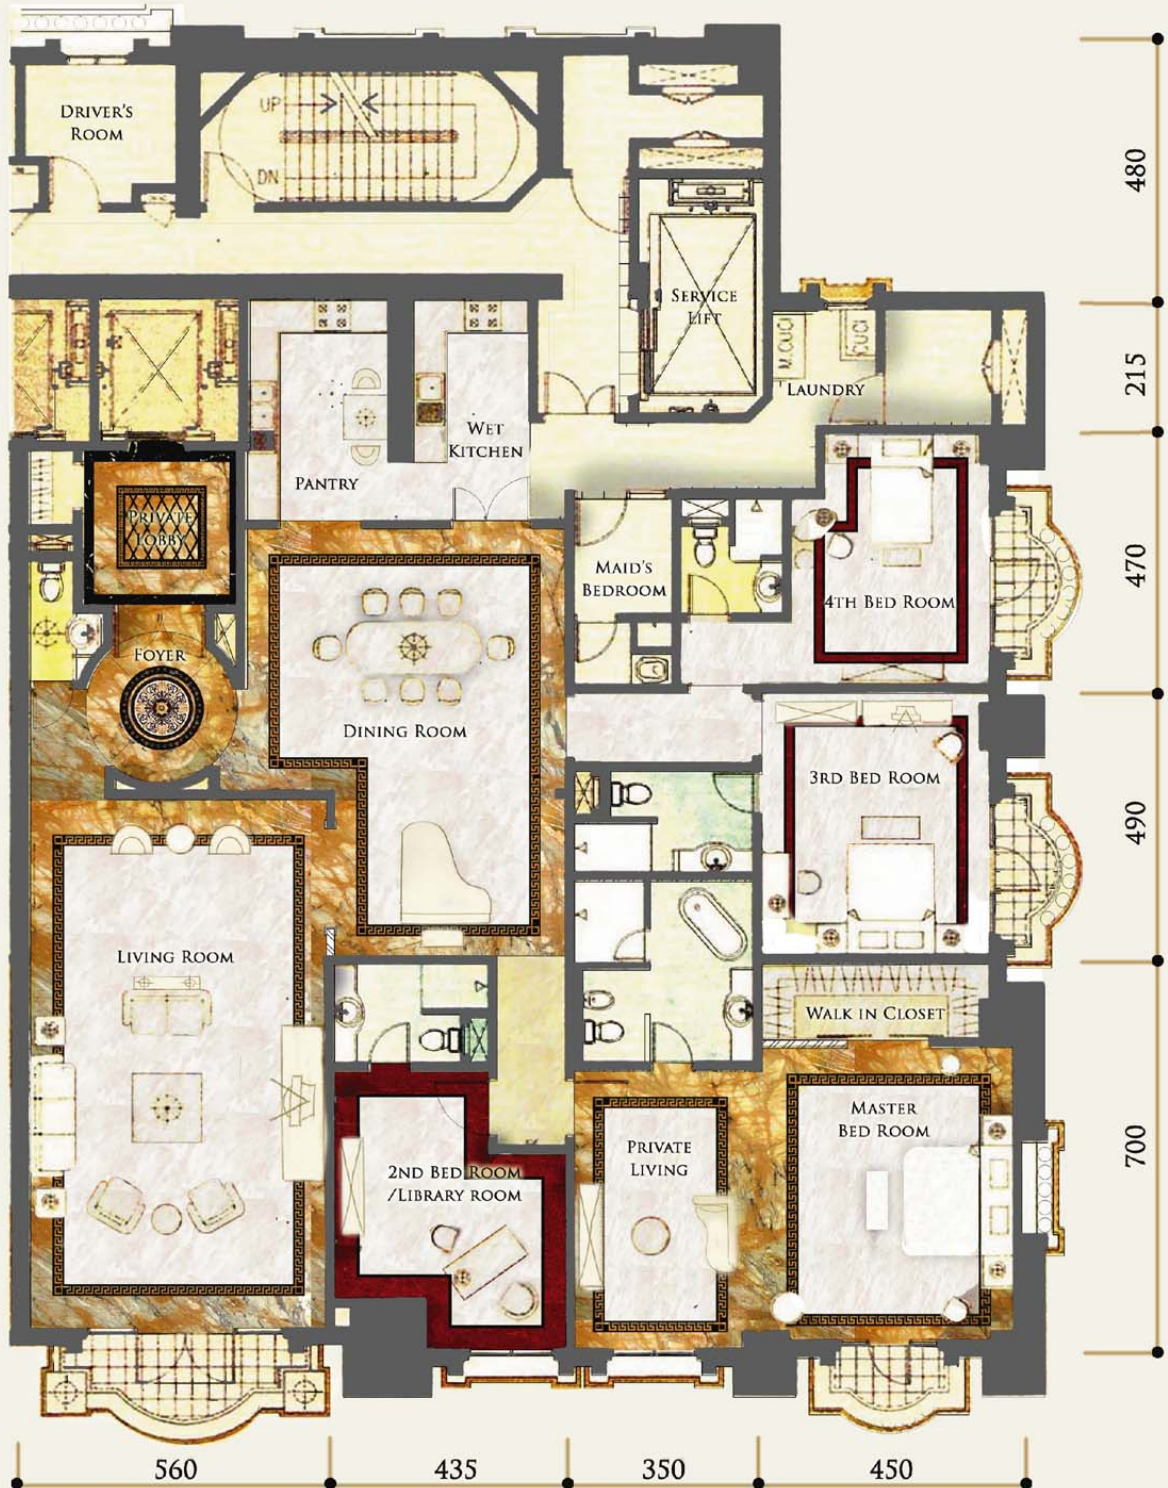 DRIVER'S
ROOM
UP
DN
480
SERVICE
LIFT
M.CUCI
CUCI
LAUNDRY
215
WET
KITCHEN
PANTRY
PRIVATE
LOBBY
MAID'S
BEDROOM
4TH BED ROOM
470
FOYER
DINING ROOM
3RD BED ROOM
490
LIVING ROOM
WALK IN CLOSET
MASTER
BED ROOM
PRIVATE
LIVING
2ND BED ROOM
/LIBRARY ROOM
700
560
435
350
450